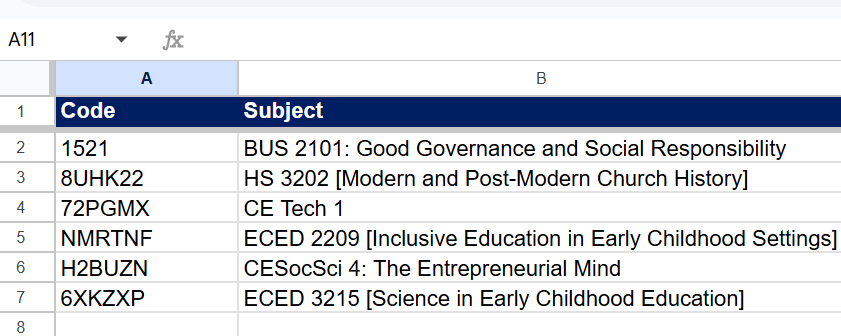 A11 fx
A B
1 Code Subject
2 1521 BUS 2101: Good Governance and Social Responsibility
3 8UHK22 HS 3202 [Modern and Post-Modern Church History]
4 72PGMX CE Tech 1
5 NMRTNF ECED 2209 [Inclusive Education in Early Childhood Settings]
6 H2BUZN CESocSci 4: The Entrepreneurial Mind
7 6XKZXP ECED 3215 [Science in Early Childhood Education]
8